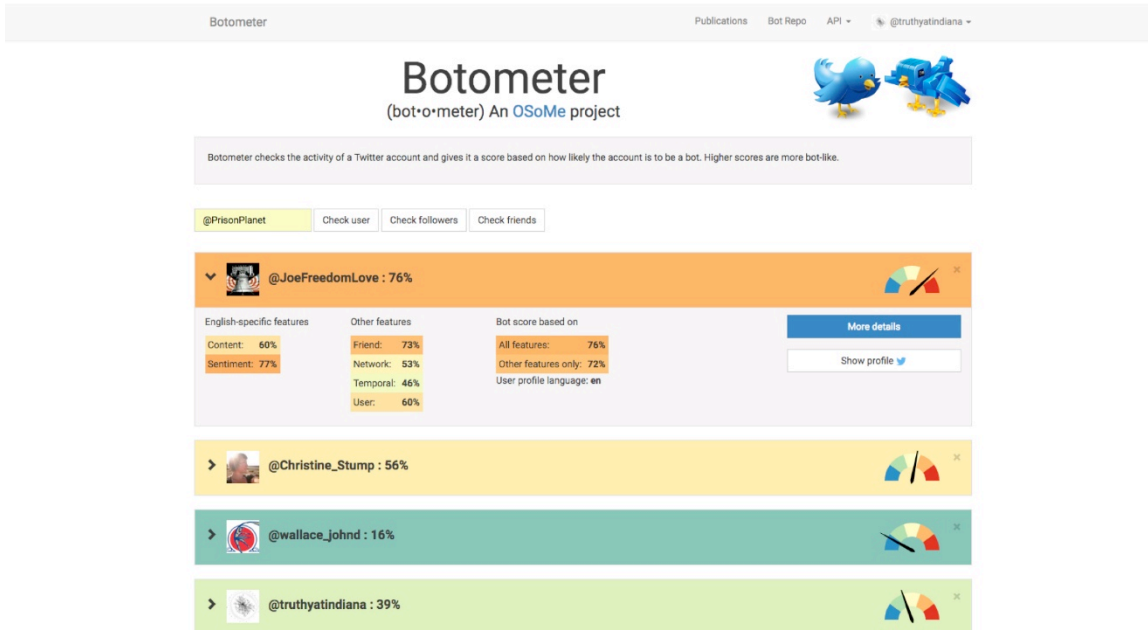 Botometer
Publications Bot Repo API @truthyatindiana
Botometer
(bot•o•meter) An OSoMe project
Botometer checks the activity of a Twitter account and gives it a score based on how likely the account is to be a bot. Higher scores are more bot-like.
@PrisonPlanet Check user Check followers Check friends
@JoeFreedomLove : 76%
English-specific features Other features Bot score based on More details
Content: 60% Friend: 73% All features: 76%
Sentiment: 77% Network: 53% Other features only: 72% Show profile
Temporal: 46% User profile language: en
User: 60%
@Christine_Stump : 56%
@wallace_johnd : 16%
@truthyatindiana : 39%